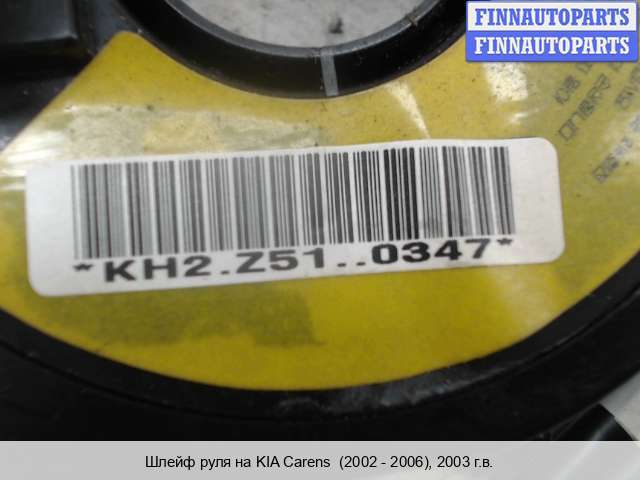 FINNAUTOPARTS
FINNAUTOPARTS
*KH2.Z51..0347*
Шлейф руля на KIA Carens (2002 - 2006), 2003 г.в.